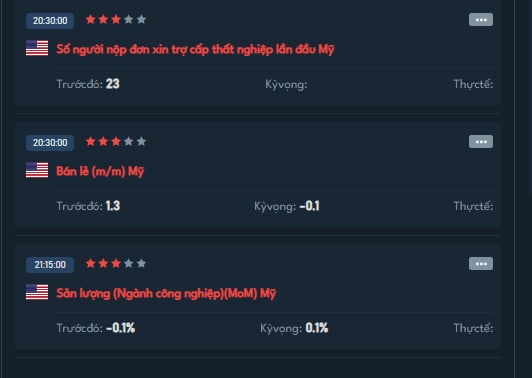 20:30:00
Số người nộp đơn xin trợ cấp thất nghiệp lần đầu Mỹ
Trướcđó: 23 Kỳvọng: Thựctế:
20:30:00
Bán lẻ (m/m) Mỹ
Trướcđó: 1.3 Kỳvọng: -0.1 Thựctế:
21:15:00
Sản lượng (Ngành công nghiệp)(MoM) Mỹ
Trướcđó: -0.1% Kỳvọng: 0.1% Thựctế: